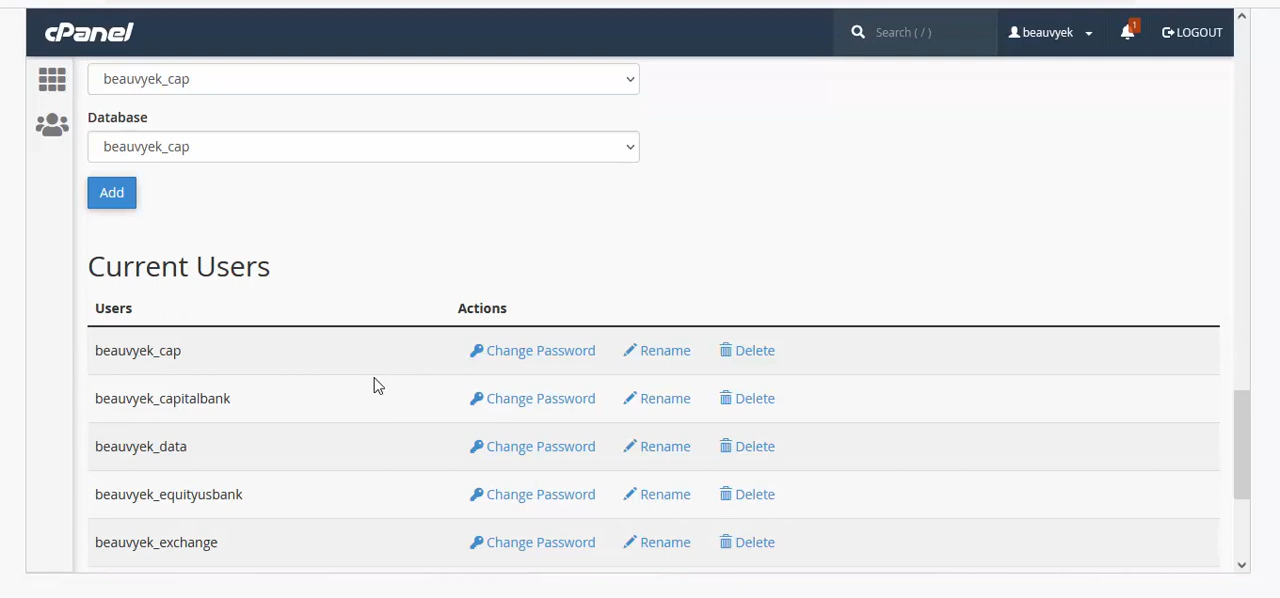 cPanel
Search ( / )
beauvyek
1
LOGOUT
beauvyek_cap
Database
beauvyek_cap
Add
Current Users
Users Actions
beauvyek_cap Change Password Rename Delete
beauvyek_capitalbank Change Password Rename Delete
beauvyek_data Change Password Rename Delete
beauvyek_equityusbank Change Password Rename Delete
beauvyek_exchange Change Password Rename Delete